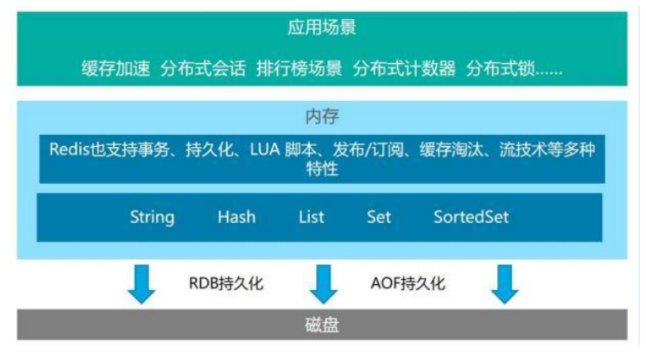 应用场景
缓存加速 分布式会话 排行榜场景 分布式计数器 分布式锁......
内存
Redis也支持事务、持久化、LUA 脚本、发布/订阅、缓存淘汰、流技术等多种
特性
String Hash List Set SortedSet
RDB持久化 AOF持久化
磁盘